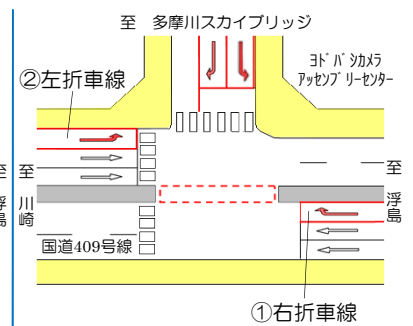 至 多摩川スカイブリッジ
ヨドバシカメラ
アッセンブリーセンター
②左折車線
至 浮島
至 川崎
至 浮島
国道409号線
①右折車線